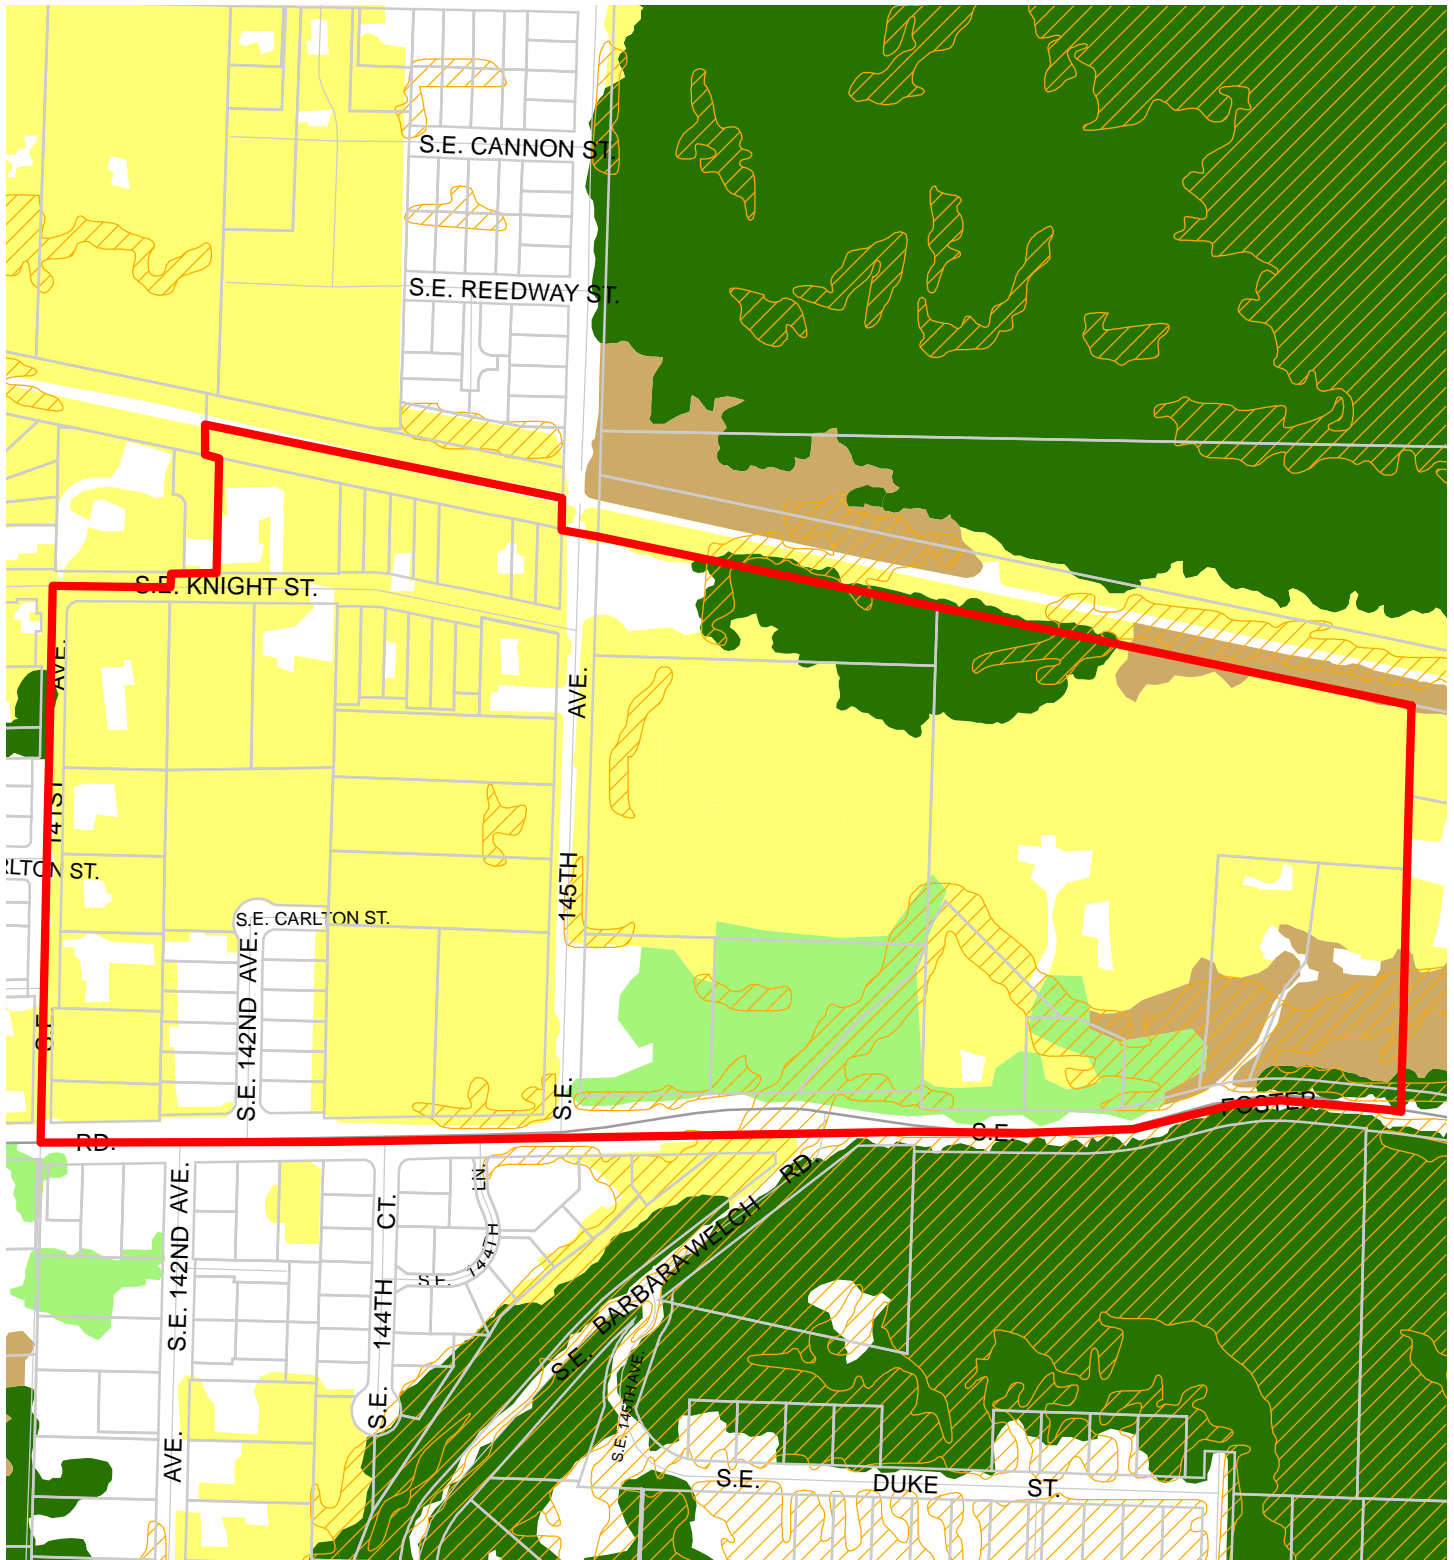 S.E. CANNON ST.
S.E. REEDWAY ST.
S.E. KNIGHT ST.
S.E. 141ST AVE.
S.E. 145TH AVE.
RLTON ST.
S.E. CARLTON ST.
S.E. 142ND AVE.
S.E. FOSTER RD.
S.E. 142ND AVE.
AVE.
S.E. 144TH CT.
S.E. 144TH LN.
S.E. BARBARA WELCH RD.
S.E. 145TH AVE.
S.E. DUKE ST.